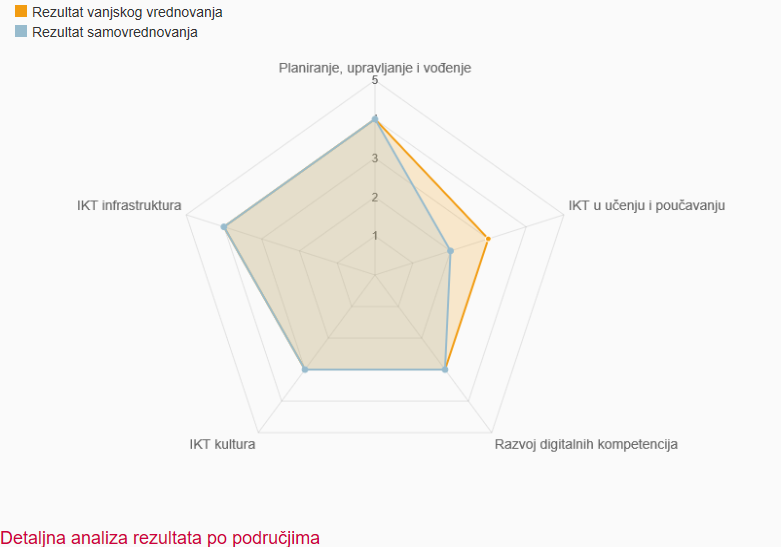 Rezultat vanjskog vrednovanja
Rezultat samovrednovanja
Planiranje, upravljanje i vođenje
5
4
3
2
1
IKT infrastruktura
IKT u učenju i poučavanju
IKT kultura
Razvoj digitalnih kompetencija
Detaljna analiza rezultata po područjima